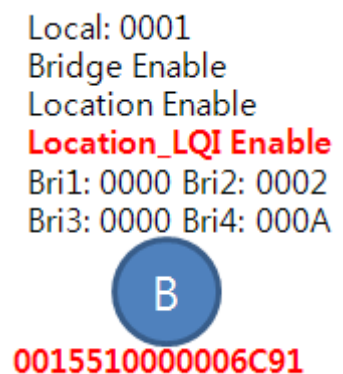 Local: 0001
Bridge Enable
Location Enable
Location_LQI Enable
Bri1: 0000 Bri2: 0002
Bri3: 0000 Bri4: 000A
B
0015510000006C91